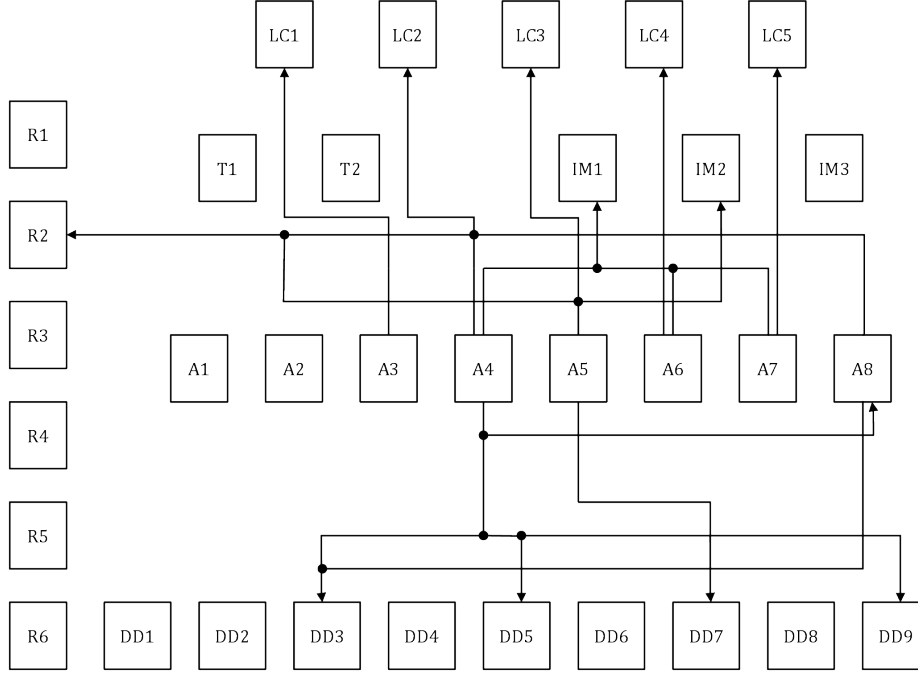 LC1 LC2 LC3 LC4 LC5
R1
T1 T2 IM1 IM2 IM3
R2
R3
A1 A2 A3 A4 A5 A6 A7 A8
R4
R5
R6 DD1 DD2 DD3 DD4 DD5 DD6 DD7 DD8 DD9